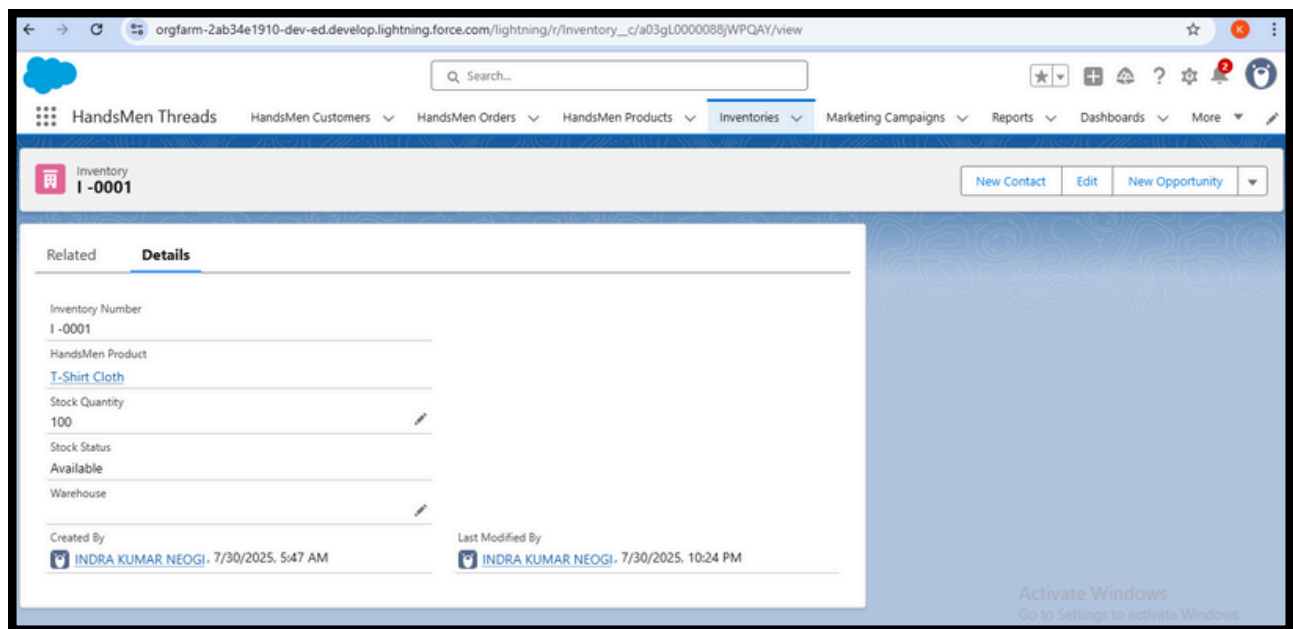 orgfarm-2ab34e1910-dev-ed.develop.lightning.force.com/lightning/r/Inventory__c/a03gL0000088jWPQAY/view
K
Search...
2
HandsMen Threads HandsMen Customers HandsMen Orders HandsMen Products Inventories Marketing Campaigns Reports Dashboards More
Inventory
I -0001
New Contact Edit New Opportunity
Related Details
Inventory Number
I -0001
HandsMen Product
T-Shirt Cloth
Stock Quantity
100
Stock Status
Available
Warehouse
Created By Last Modified By
INDRA KUMAR NEOGI, 7/30/2025, 5:47 AM INDRA KUMAR NEOGI, 7/30/2025, 10:24 PM
Activate Windows
Go to Settings to activate Windows.